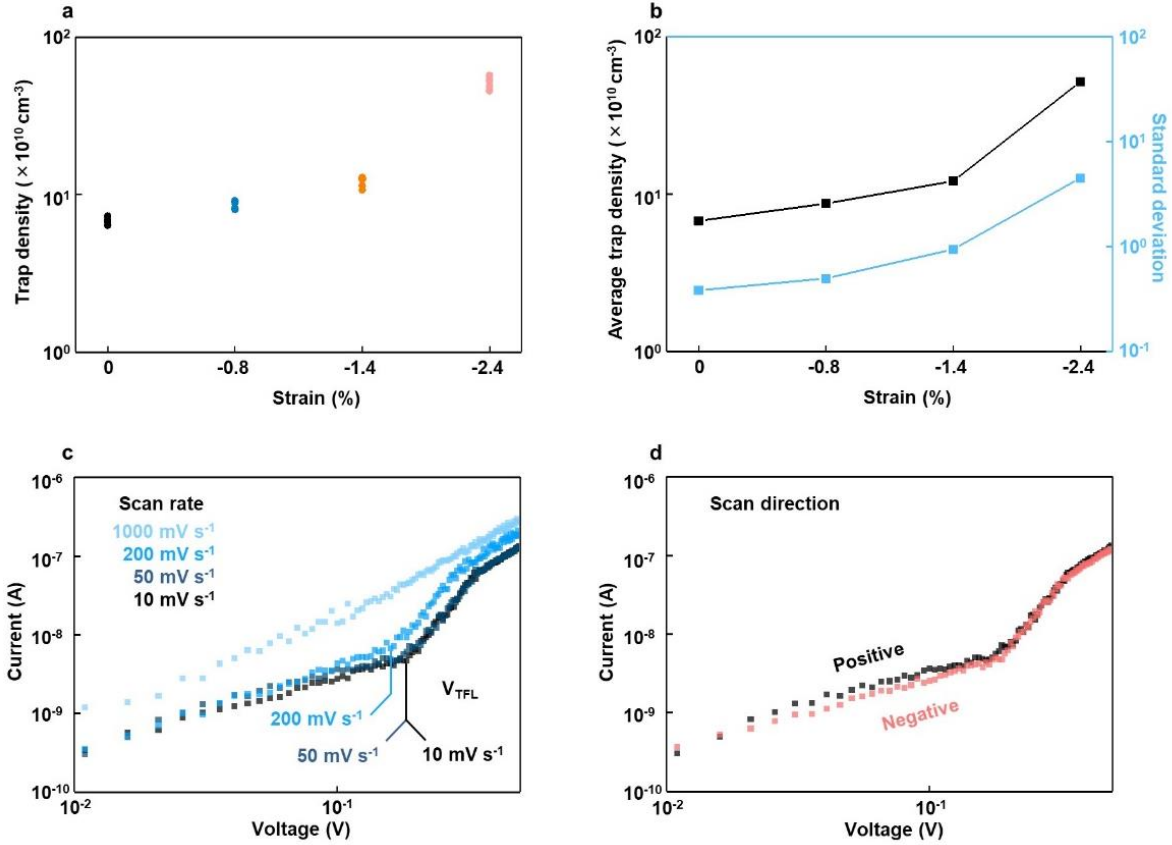 a
10²
10¹
10⁰
Trap density (×10¹⁰ cm⁻³)
0 -0.8 -1.4 -2.4
Strain (%)
b
10²
10¹
10⁰
Average trap density (×10¹⁰ cm⁻³)
10²
10¹
10⁰
10⁻¹
Standard deviation
0 -0.8 -1.4 -2.4
Strain (%)
c
10⁻⁶
10⁻⁷
10⁻⁸
10⁻⁹
10⁻¹⁰
Current (A)
Scan rate
1000 mV s⁻¹
200 mV s⁻¹
50 mV s⁻¹
10 mV s⁻¹
V_TFL
200 mV s⁻¹
50 mV s⁻¹ 10 mV s⁻¹
10⁻² 10⁻¹
Voltage (V)
d
10⁻⁶
10⁻⁷
10⁻⁸
10⁻⁹
10⁻¹⁰
Current (A)
Scan direction
Positive
Negative
10⁻² 10⁻¹
Voltage (V)